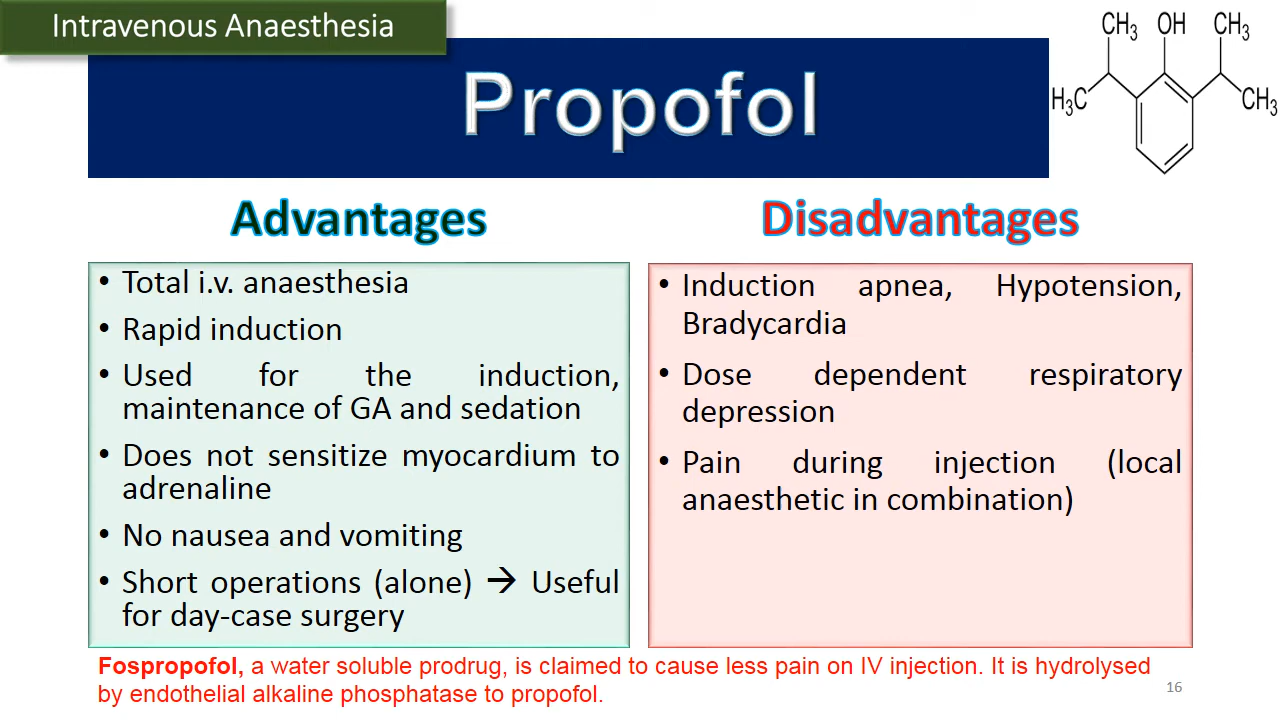 Intravenous Anaesthesia
Propofol
CH3 OH CH3
H3C CH3
Advantages
• Total i.v. anaesthesia
• Rapid induction
• Used for the induction,
maintenance of GA and sedation
• Does not sensitize myocardium to
adrenaline
• No nausea and vomiting
• Short operations (alone) → Useful
for day-case surgery
Disadvantages
• Induction apnea, Hypotension,
Bradycardia
• Dose dependent respiratory
depression
• Pain during injection (local
anaesthetic in combination)
Fospropofol, a water soluble prodrug, is claimed to cause less pain on IV injection. It is hydrolysed
by endothelial alkaline phosphatase to propofol.
16